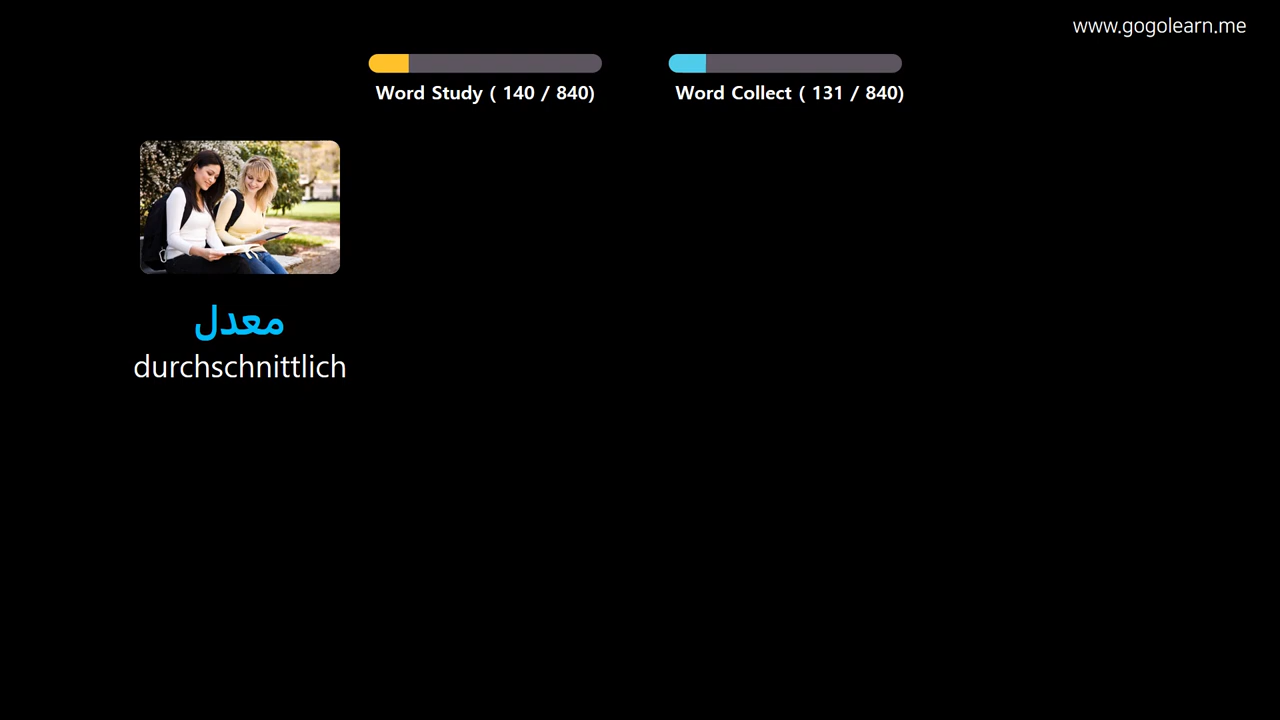 www.gogolearn.me
Word Study ( 140 / 840)
Word Collect ( 131 / 840)
معدل
durchschnittlich